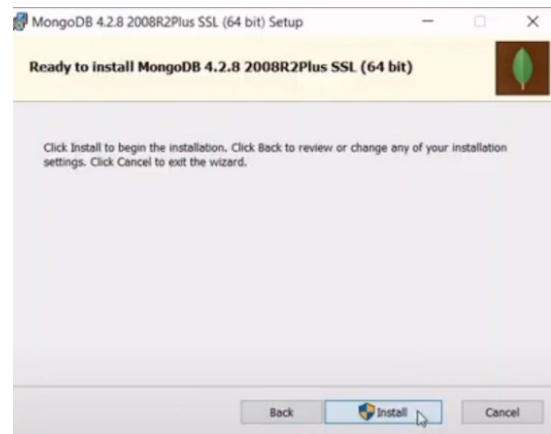 MongoDB 4.2.8 2008R2Plus SSL (64 bit) Setup
Ready to install MongoDB 4.2.8 2008R2Plus SSL (64 bit)
Click Install to begin the installation. Click Back to review or change any of your installation
settings. Click Cancel to exit the wizard.
Back Install Cancel